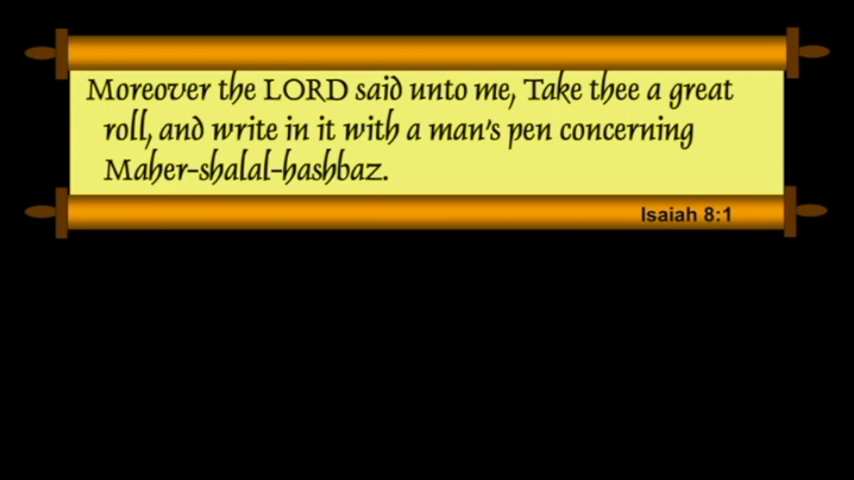 Moreover the LORD said unto me, Take thee a great
roll, and write in it with a man's pen concerning
Maher-shalal-hashbaz.
Isaiah 8:1